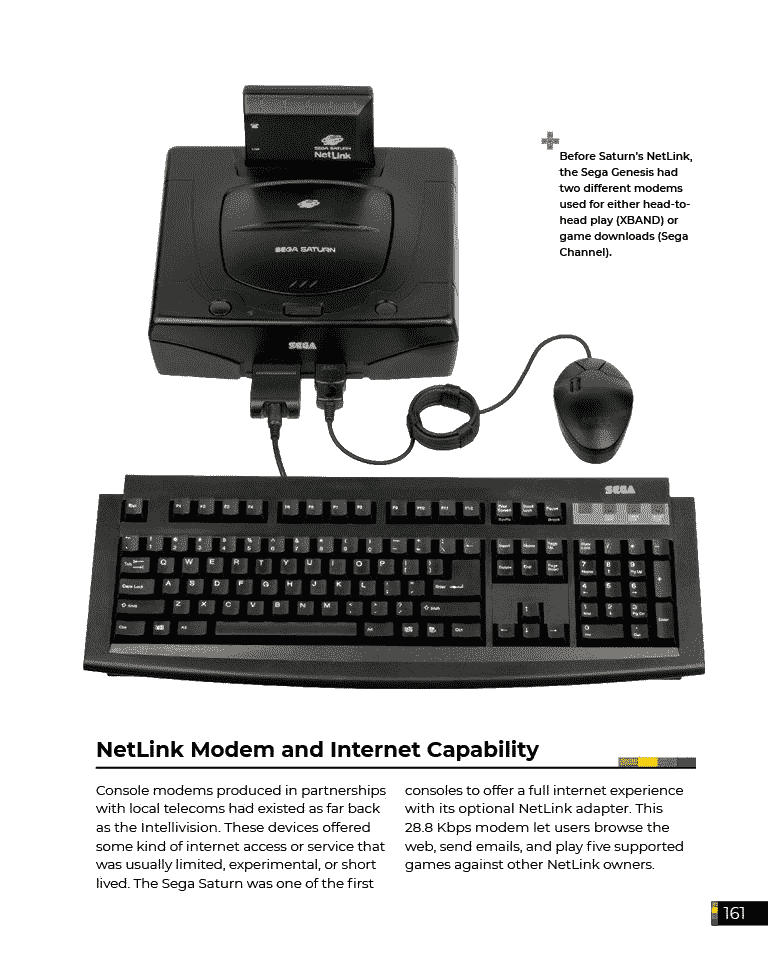 SEGA SATURN
NetLink
SEGA SATURN
SEGA
Before Saturn's NetLink,
the Sega Genesis had
two different modems
used for either head-to-
head play (XBAND) or
game downloads (Sega
Channel).
SEGA
Q W E R T Y U I O P
A S D F G H J K L
Z X C V B N M
NetLink Modem and Internet Capability
Console modems produced in partnerships
with local telecoms had existed as far back
as the Intellivision. These devices offered
some kind of internet access or service that
was usually limited, experimental, or short
lived. The Sega Saturn was one of the first
consoles to offer a full internet experience
with its optional NetLink adapter. This
28.8 Kbps modem let users browse the
web, send emails, and play five supported
games against other NetLink owners.
161